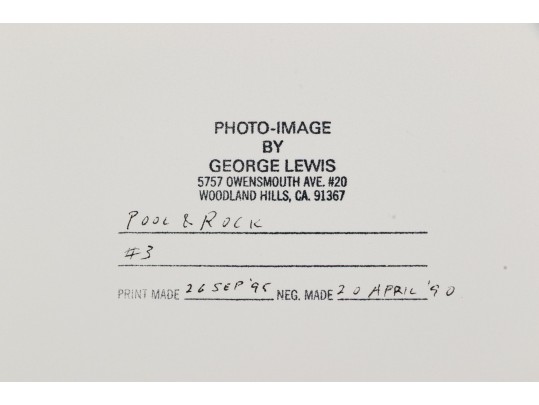 PHOTO-IMAGE
BY
GEORGE LEWIS
5757 OWENSMOUTH AVE. #20
WOODLAND HILLS, CA. 91367
POOL & ROCK
#3
PRINT MADE 26 SEP '95 NEG. MADE 20 APRIL '90